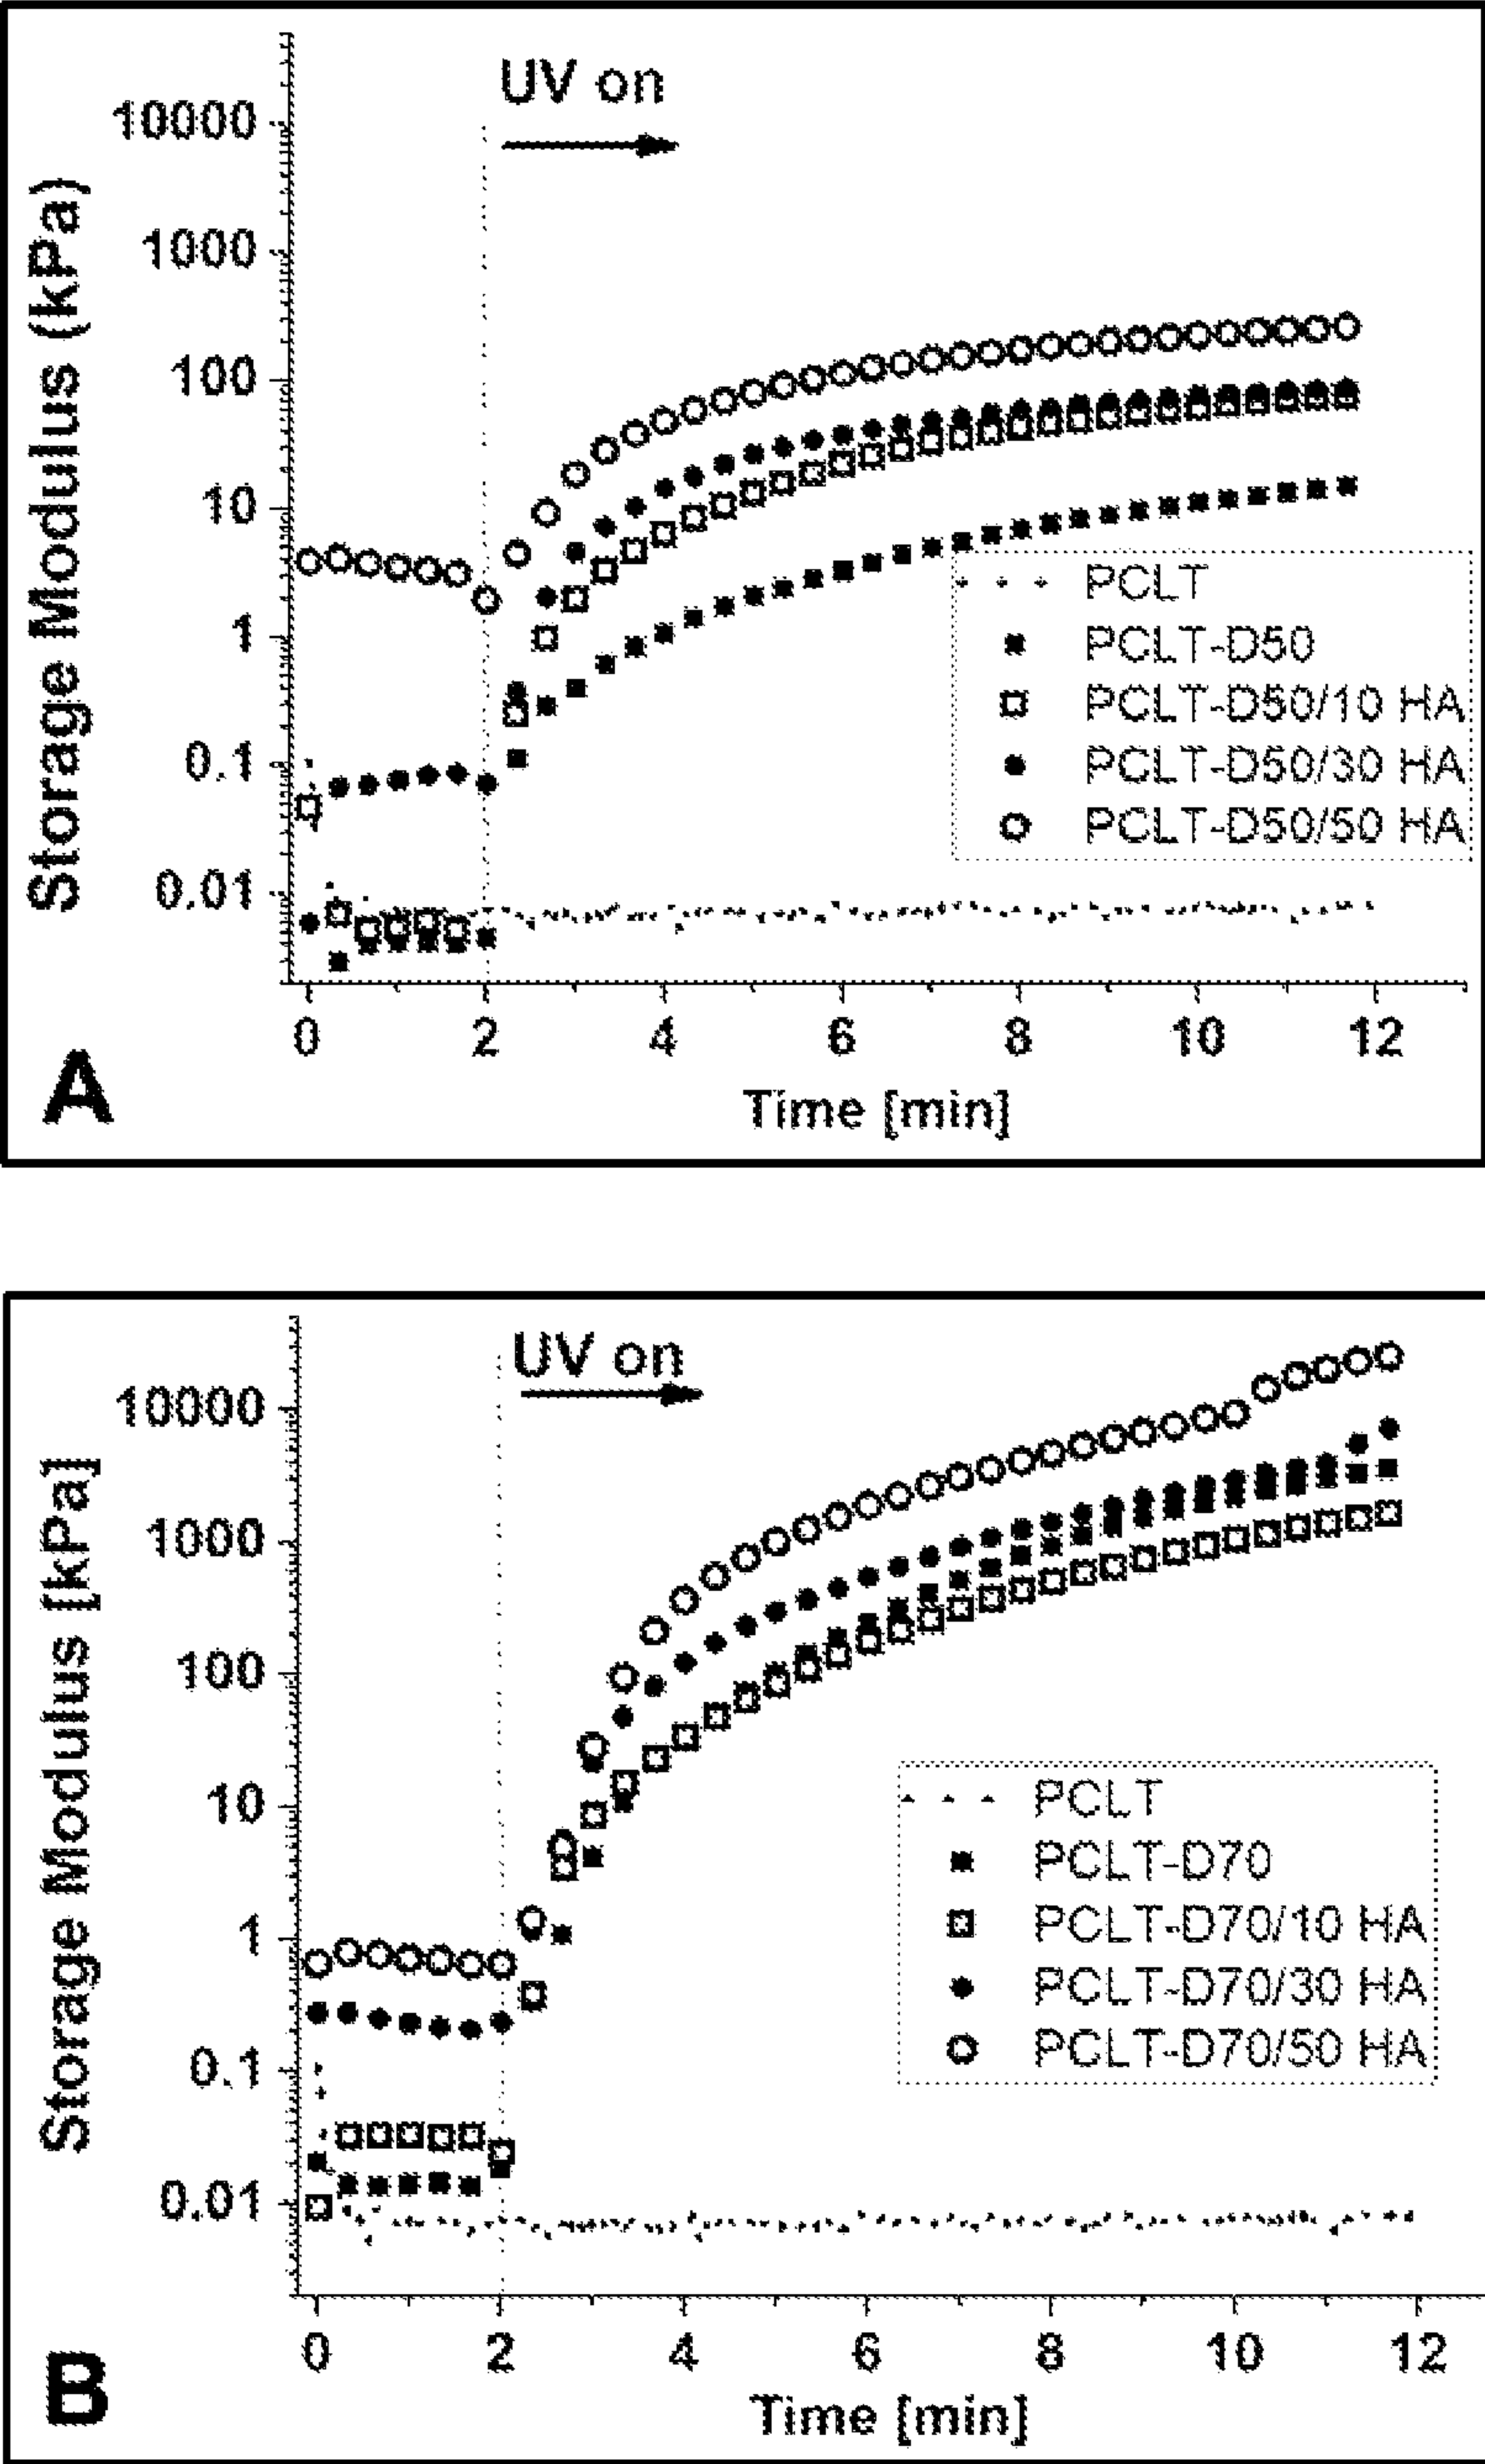 UV on
10000
1000
100
10
1
0.1
0.01
Storage Modulus (kPa)
PCLT
PCLT-D50
PCLT-D50/10 HA
PCLT-D50/30 HA
PCLT-D50/50 HA
0 2 4 6 8 10 12
Time [min]
A
UV on
10000
1000
100
10
1
0.1
0.01
Storage Modulus [kPa]
PCLT
PCLT-D70
PCLT-D70/10 HA
PCLT-D70/30 HA
PCLT-D70/50 HA
0 2 4 6 8 10 12
Time [min]
B